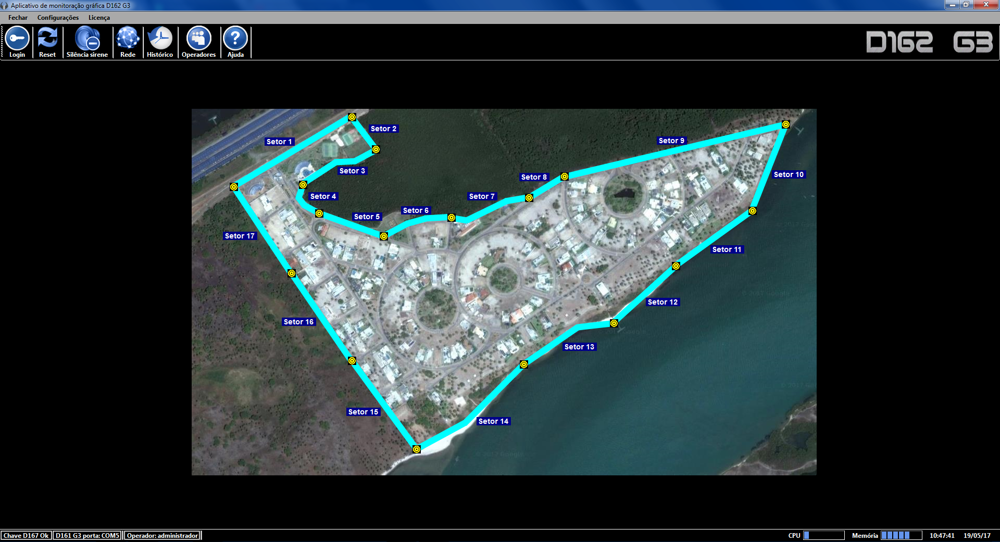 Aplicativo de monitoração gráfica D162 G3
Fechar Configurações Licença
Login Reset Silência sirene Rede Histórico Operadores Ajuda
D162 G3
Setor 1
Setor 2
Setor 3
Setor 4
Setor 5
Setor 6
Setor 7
Setor 8
Setor 9
Setor 10
Setor 11
Setor 12
Setor 13
Setor 14
Setor 15
Setor 16
Setor 17
© 2017 Google
Chave D167 Ok D161 G3 porta: COM5 Operador: administrador CPU Memória 10:47:41 19/05/17